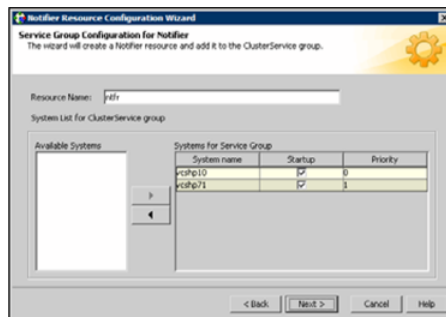 Notifier Resource Configuration Wizard
Service Group Configuration for Notifier
The wizard will create a Notifier resource and add it to the ClusterService group.
Resource Name: ntfr
System List for ClusterService group
Available Systems
Systems for Service Group
System name Startup Priority
vcshp10 0
vcshp71 1
< Back Next > Cancel Help